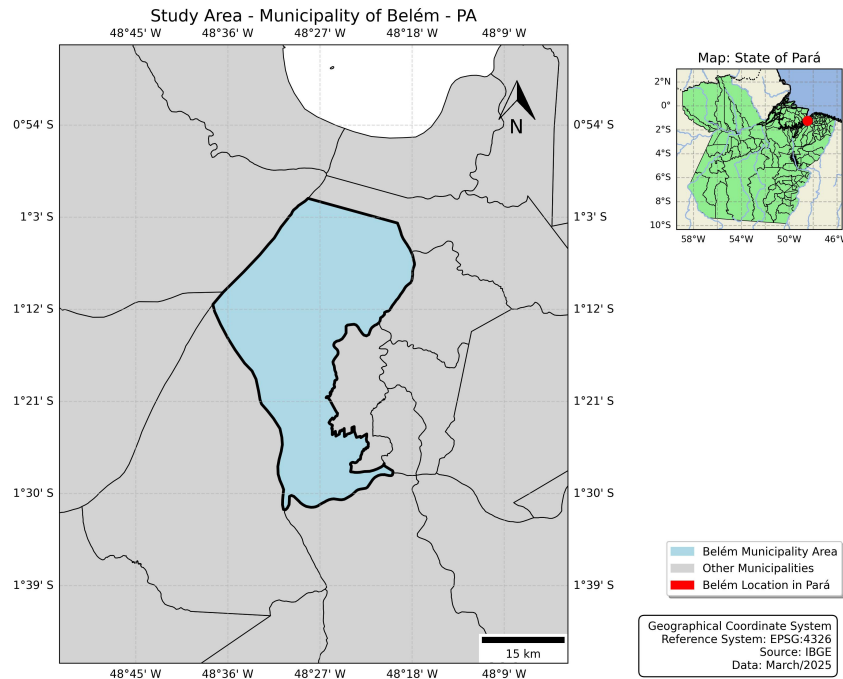 Study Area - Municipality of Belém - PA
48°45' W 48°36' W 48°27' W 48°18' W 48°9' W
0°54' S 0°54' S
1°3' S 1°3' S
1°12' S 1°12' S
1°21' S 1°21' S
1°30' S 1°30' S
1°39' S 1°39' S
N
15 km
48°45' W 48°36' W 48°27' W 48°18' W 48°9' W
Map: State of Pará
2°N
0°
2°S
4°S
6°S
8°S
10°S
58°W 54°W 50°W 46°W
Belém Municipality Area
Other Municipalities
Belém Location in Pará
Geographical Coordinate System
Reference System: EPSG:4326
Source: IBGE
Data: March/2025